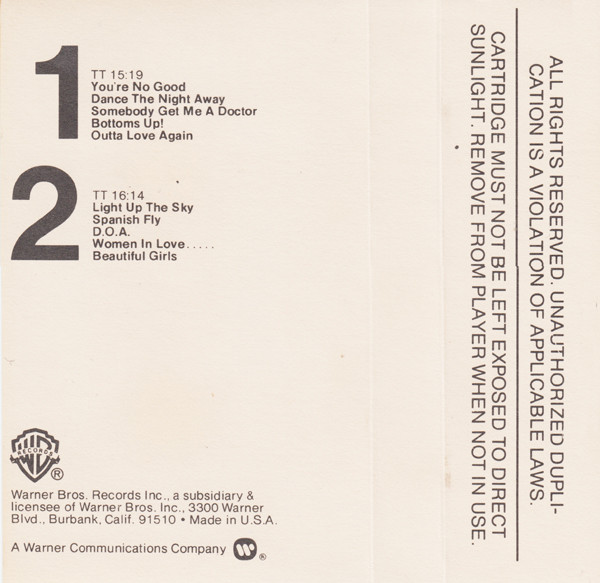 1
TT 15:19
You're No Good
Dance The Night Away
Somebody Get Me A Doctor
Bottoms Up!
Outta Love Again
2
TT 16:14
Light Up The Sky
Spanish Fly
D.O.A.
Women In Love.....
Beautiful Girls
WB
RECORDS
®
Warner Bros. Records Inc., a subsidiary &
licensee of Warner Bros. Inc., 3300 Warner
Blvd., Burbank, Calif. 91510 • Made in U.S.A.
A Warner Communications Company ®
ALL RIGHTS RESERVED. UNAUTHORIZED DUPLI-
CATION IS A VIOLATION OF APPLICABLE LAWS.
CARTRIDGE MUST NOT BE LEFT EXPOSED TO DIRECT
SUNLIGHT. REMOVE FROM PLAYER WHEN NOT IN USE.